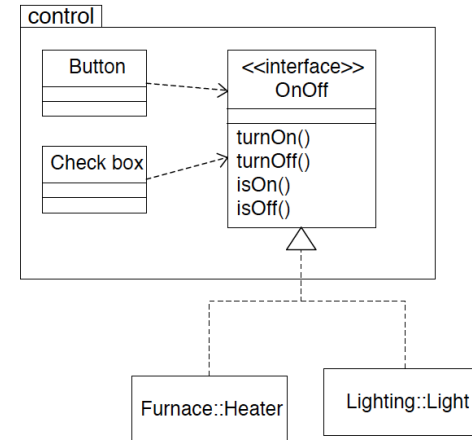 control
Button
<<interface>>
OnOff
Check box
turnOn()
turnOff()
isOn()
isOff()
Furnace::Heater
Lighting::Light